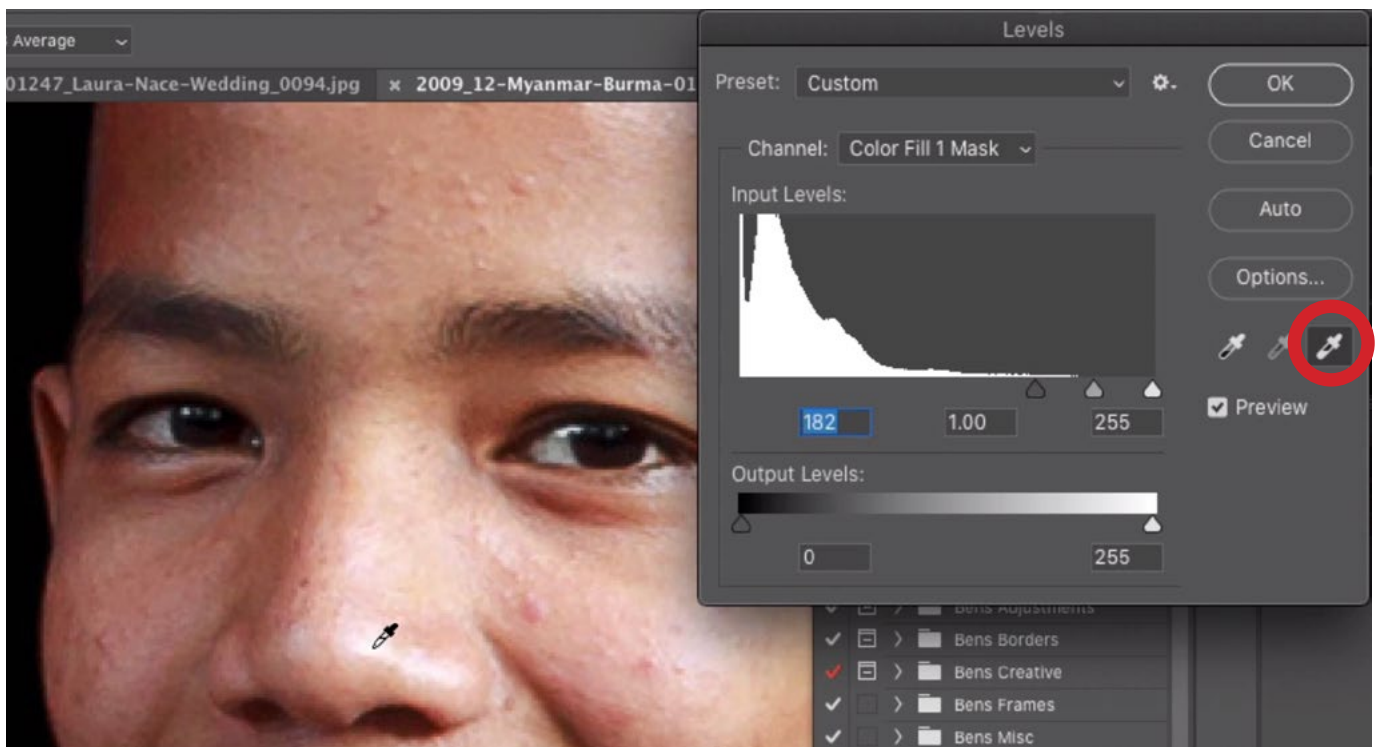 Average
01247_Laura-Nace-Wedding_0094.jpg
× 2009_12-Myanmar-Burma-01
Levels
Preset: Custom
OK
Cancel
Auto
Options...
Preview
Channel: Color Fill 1 Mask
Input Levels:
182 1.00 255
Output Levels:
0 255
Bens Adjustments
Bens Borders
Bens Creative
Bens Frames
Bens Misc